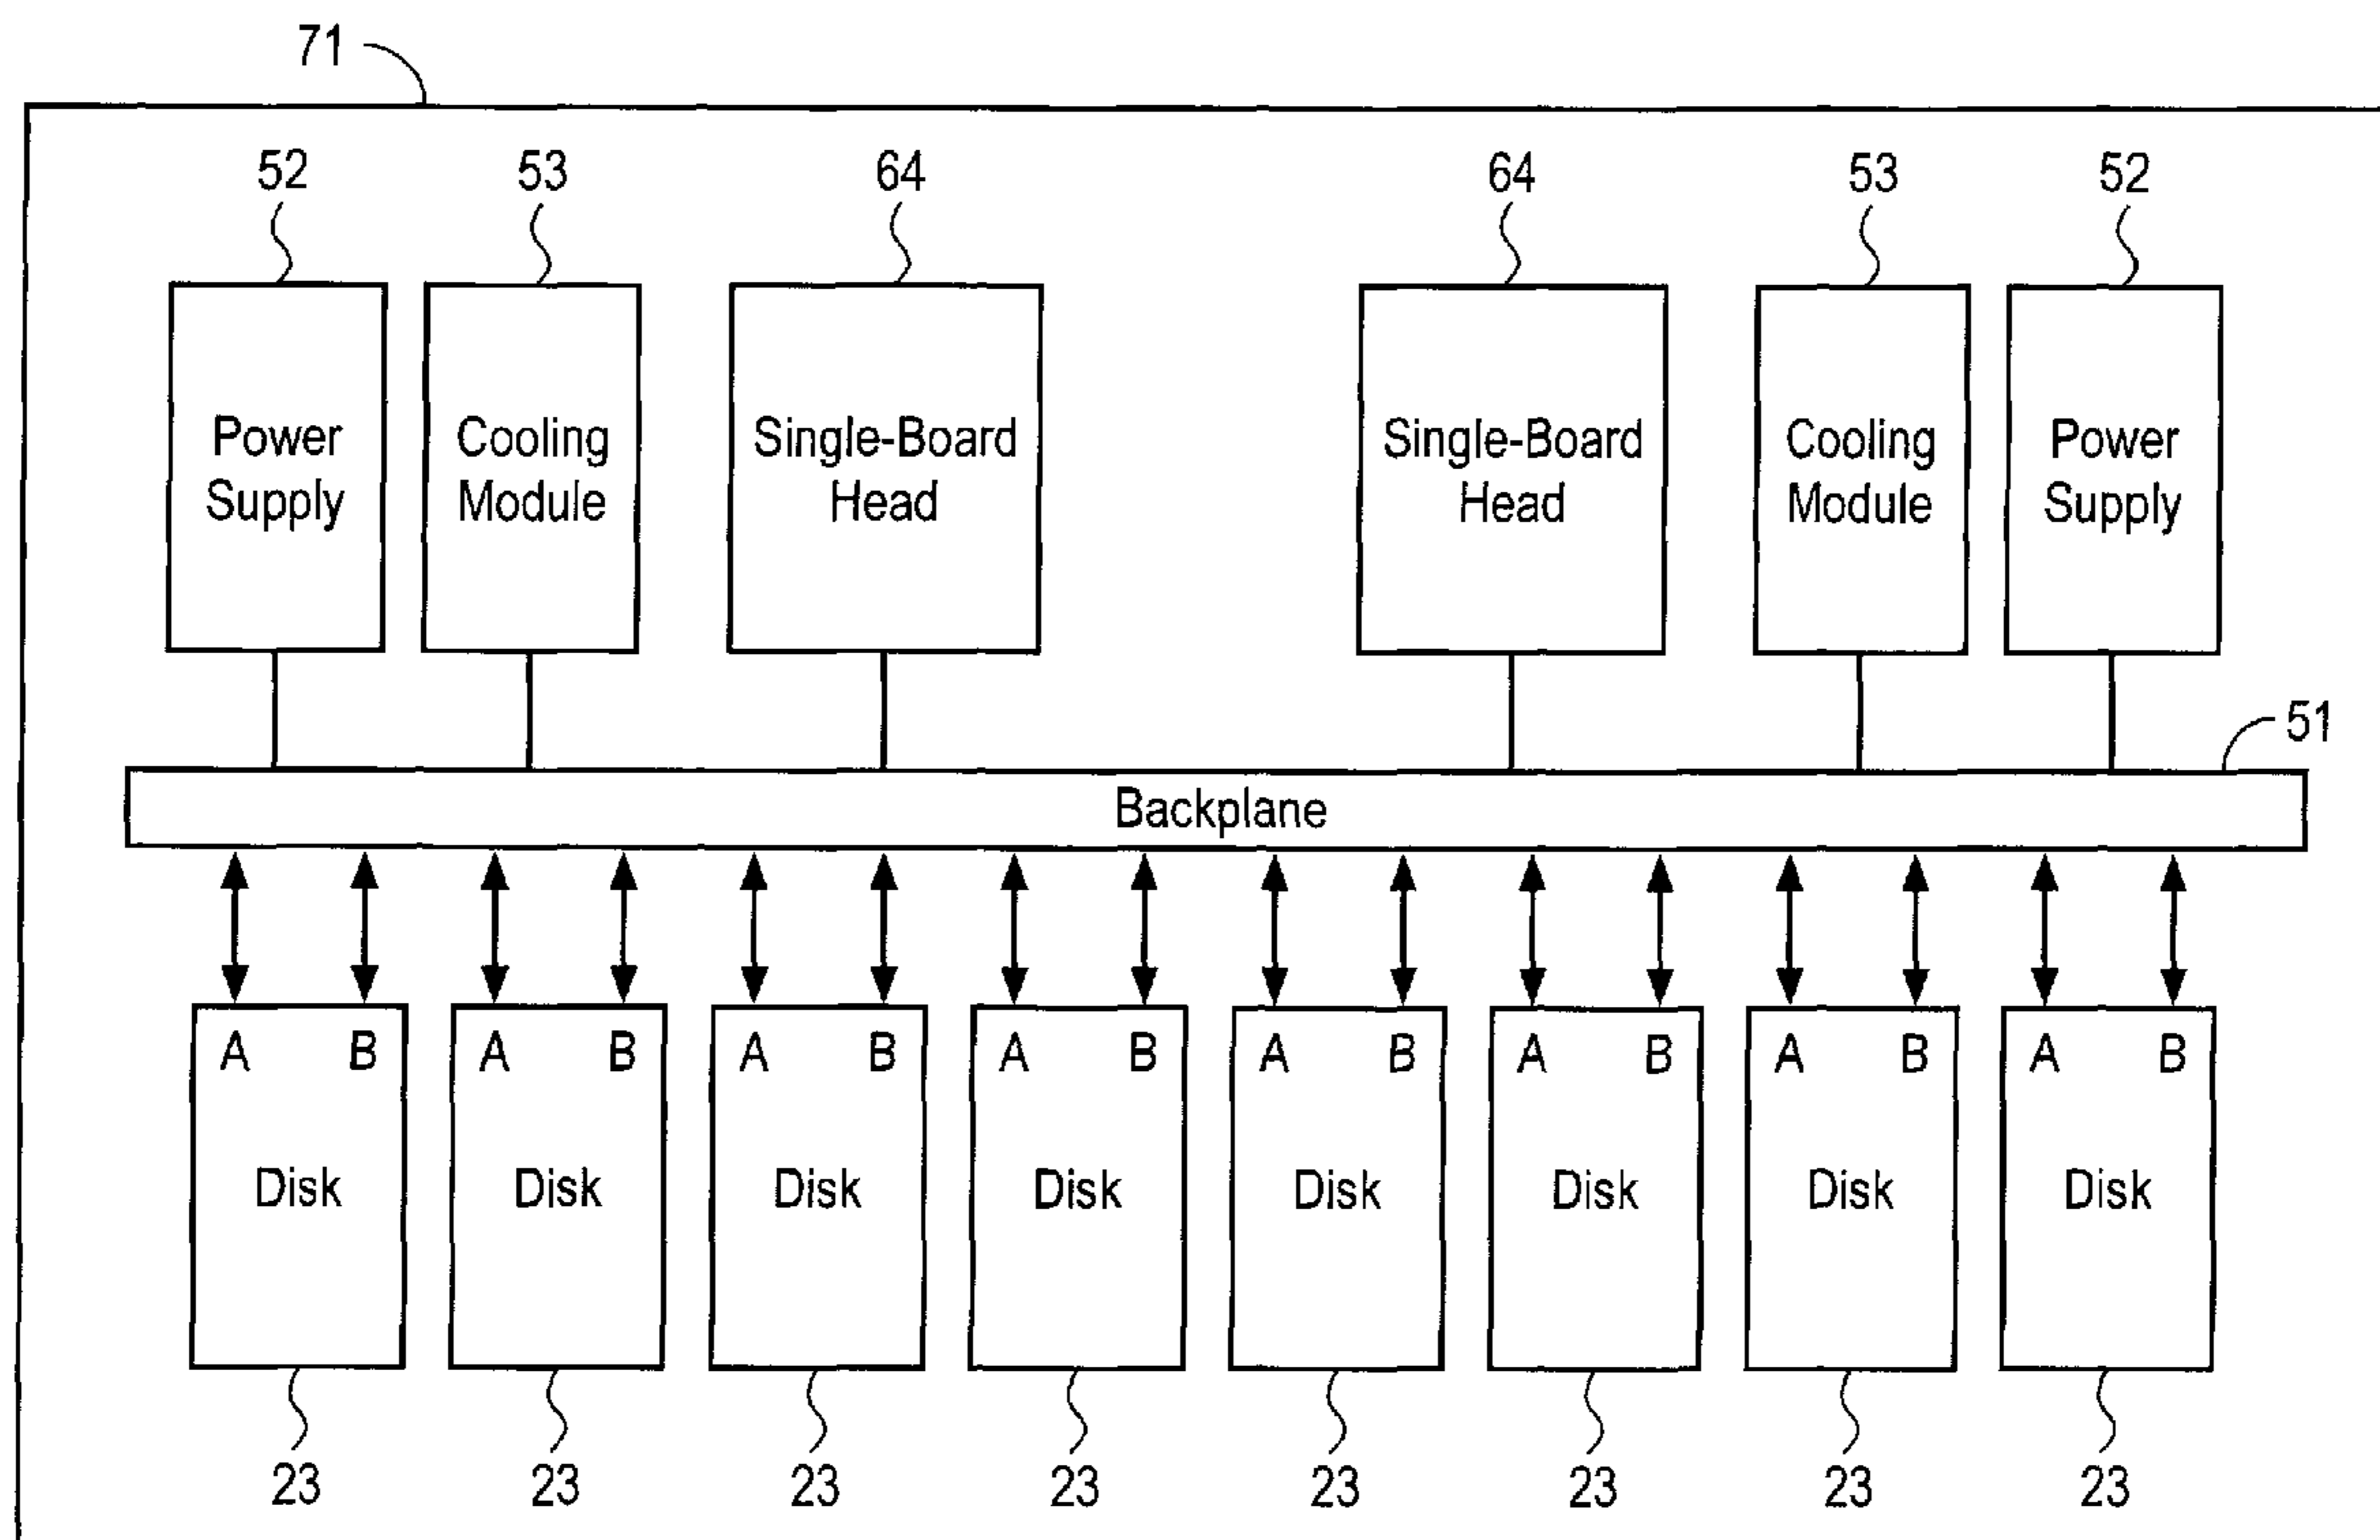 71
52 53 64 64 53 52
Power Supply
Cooling Module
Single-Board Head
Single-Board Head
Cooling Module
Power Supply
51
Backplane
A B A B A B A B A B A B A B A B
Disk Disk Disk Disk Disk Disk Disk Disk
23 23 23 23 23 23 23 23